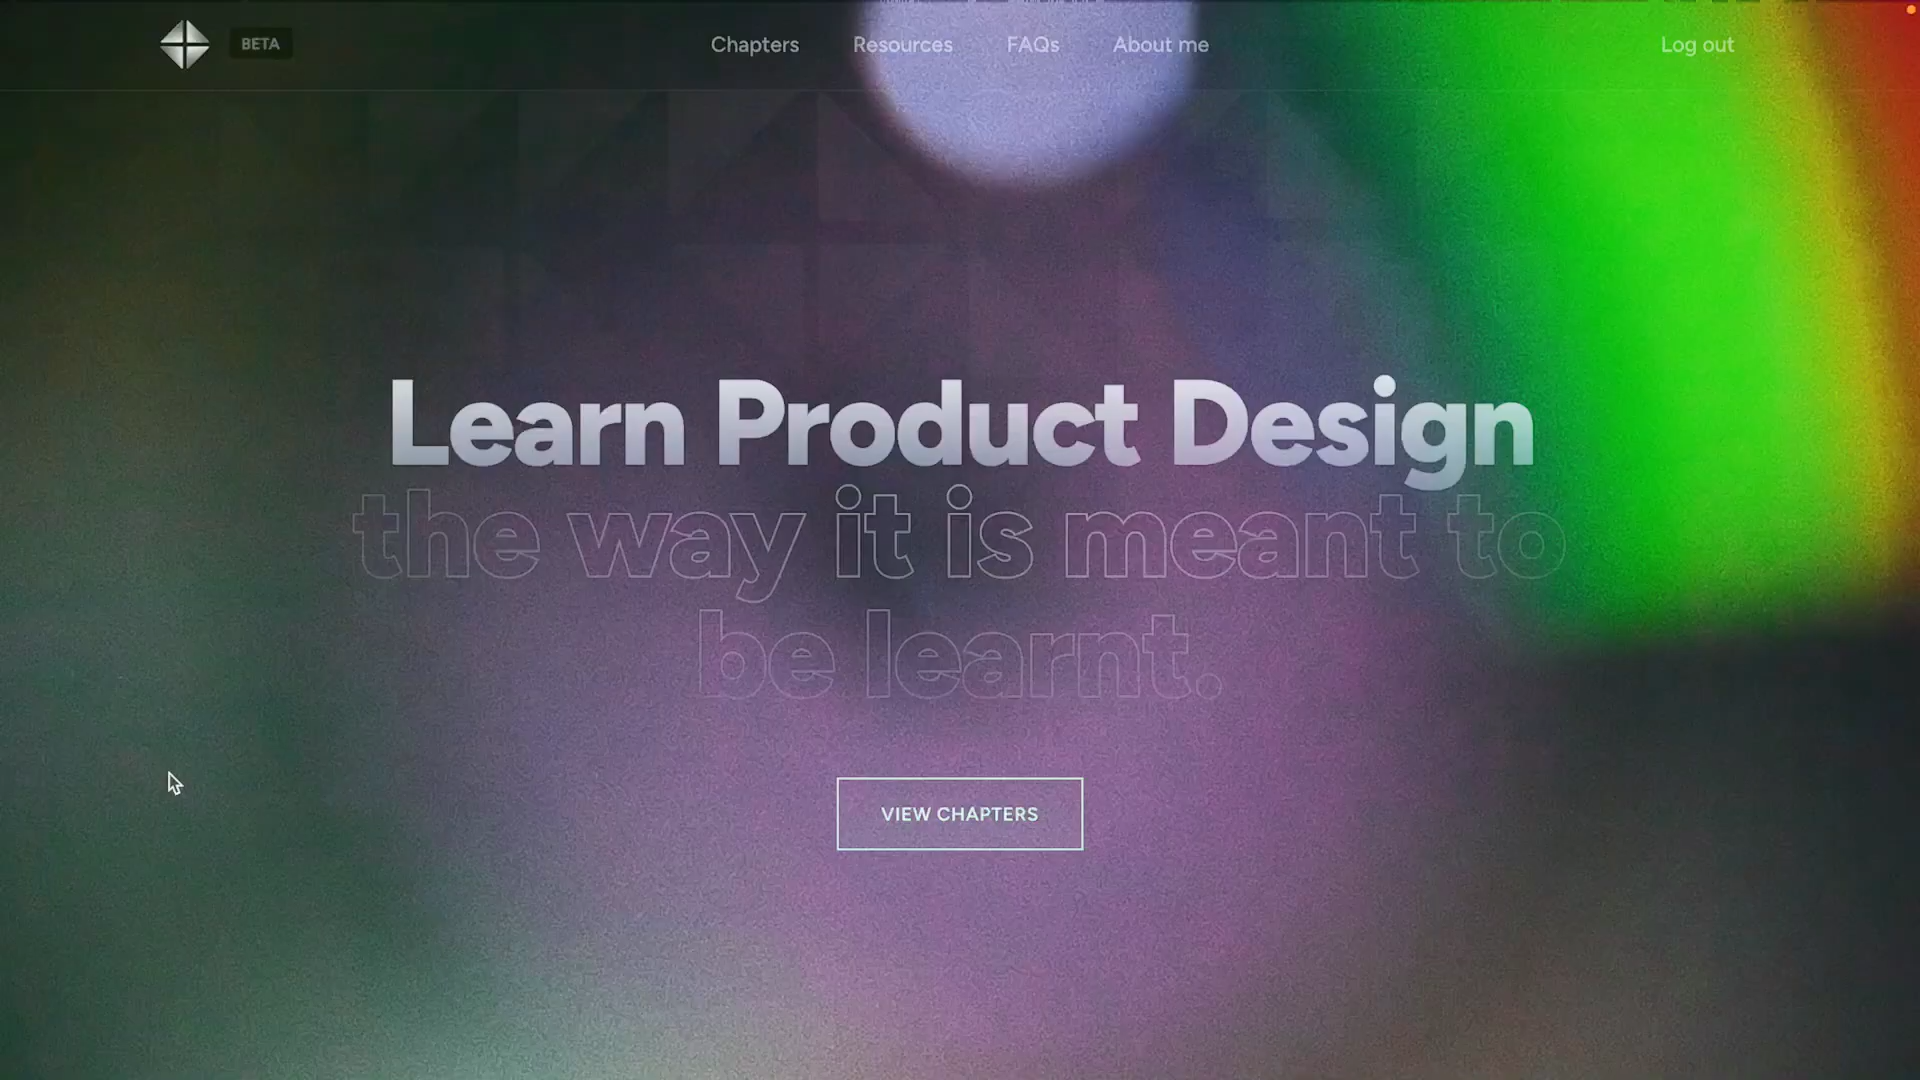 BETA
Chapters
Resources
FAQs
About me
Log out
Learn Product Design
the way it is meant to
be learnt.
VIEW CHAPTERS